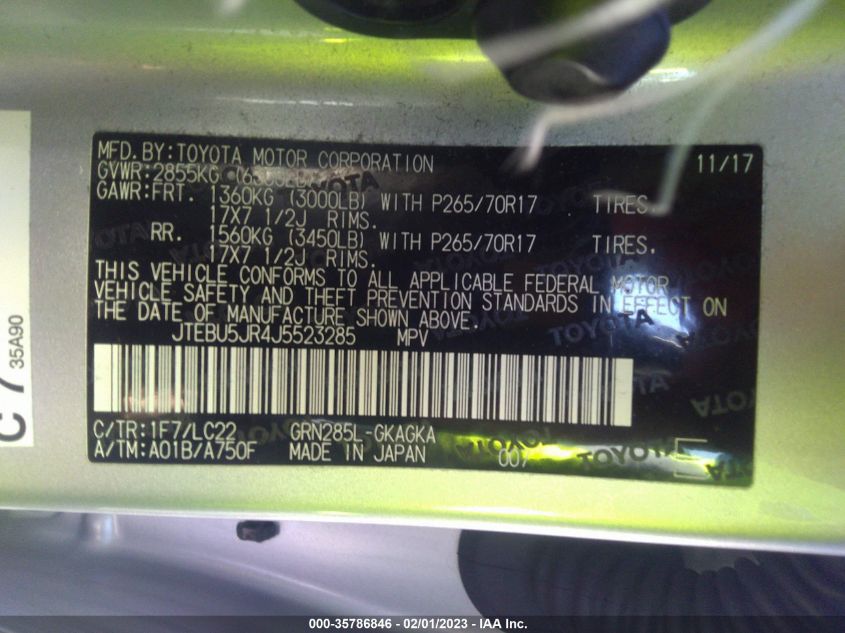 MFD.BY:TOYOTA MOTOR CORPORATION 11/17
GVWR:2855KG
GAWR:FRT. 1360KG (3000LB) WITH P265/70R17 TIRES.
17X7 1/2J RIMS.
RR. 1560KG (3450LB) WITH P265/70R17 TIRES.
17X7 1/2J RIMS.
THIS VEHICLE CONFORMS TO ALL APPLICABLE FEDERAL MOTOR
VEHICLE SAFETY AND THEFT PREVENTION STANDARDS IN EFFECT ON
THE DATE OF MANUFACTURE SHOWN ABOVE.
JTEBU5JR4J5523285 MPV
C/TR:1F7/LC22 GRN285L-GKAGKA
A/TM:A01B/A750F MADE IN JAPAN 007
TOYOTA
C 7 35A90
000-35786846 - 02/01/2023 - IAA Inc.